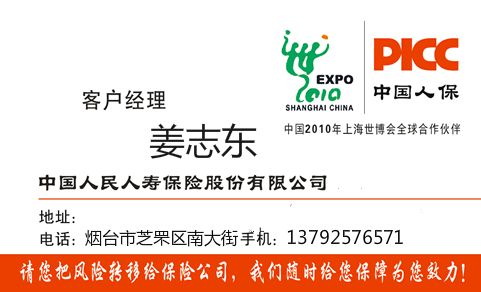 EXPO
2010
SHANGHAI CHINA
PICC
中国人保
中国2010年上海世博会全球合作伙伴
客户经理
姜志东
中国人民人寿保险股份有限公司
地址:
电话: 烟台市芝罘区南大街 手机: 13792576571
请您把风险转移给保险公司，我们随时给您保障为您致力!